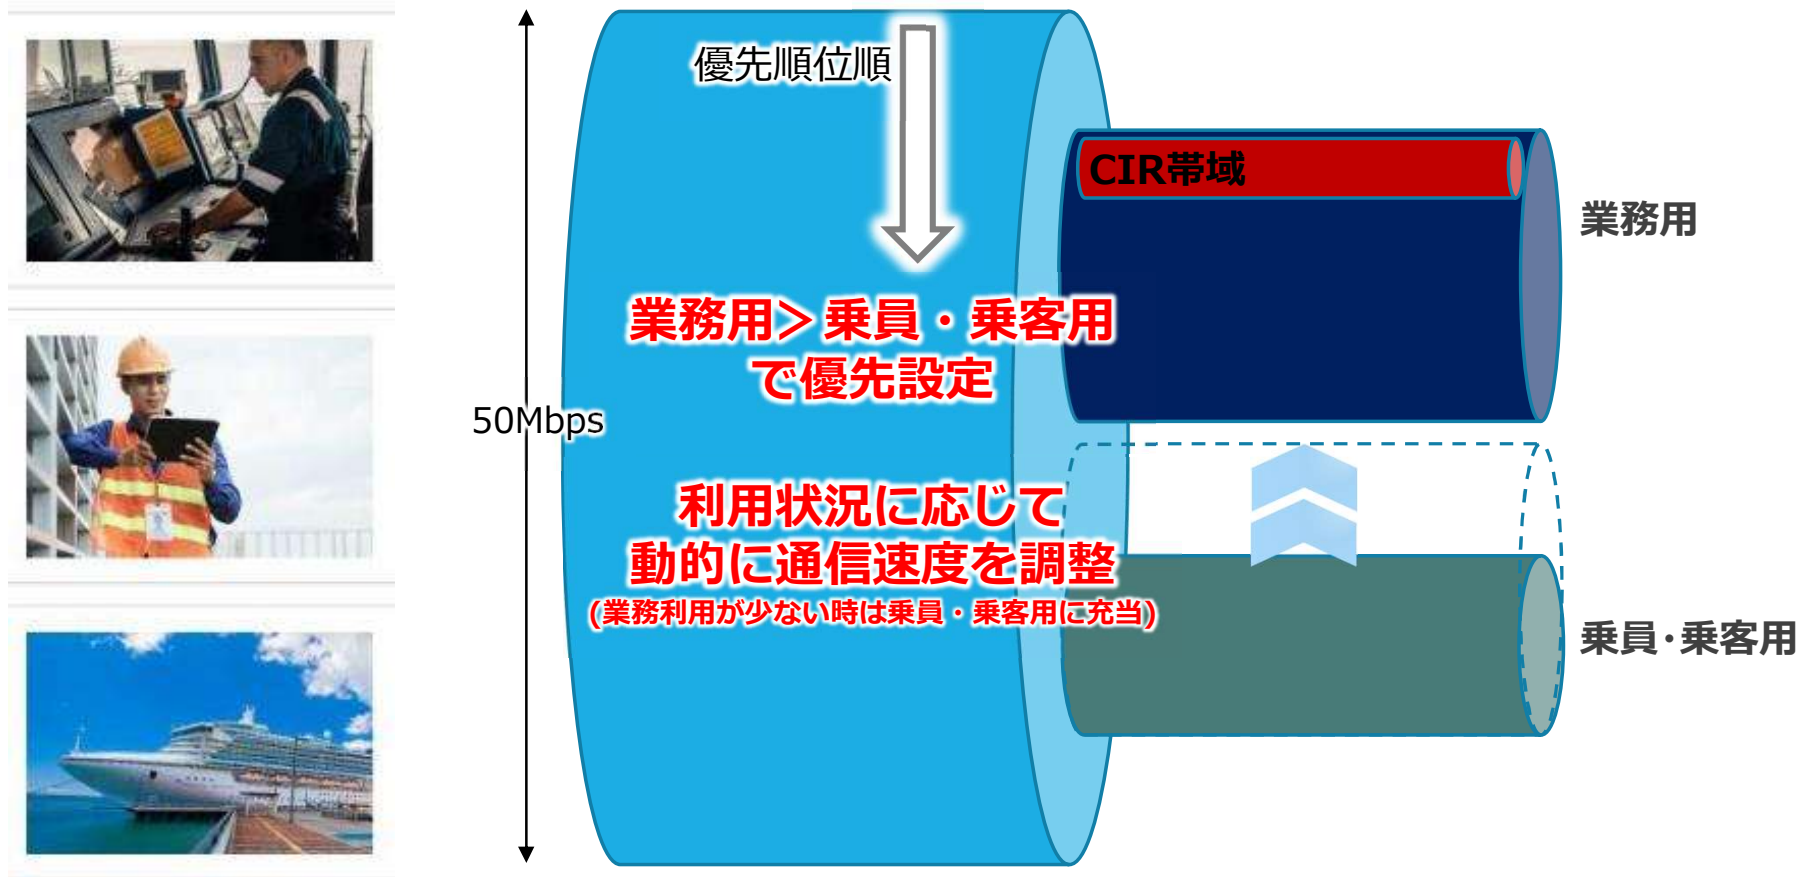 優先順位順
CIR帯域
業務用
業務用＞乗員・乗客用
で優先設定
50Mbps
利用状況に応じて
動的に通信速度を調整
(業務利用が少ない時は乗員・乗客用に充当)
乗員･乗客用